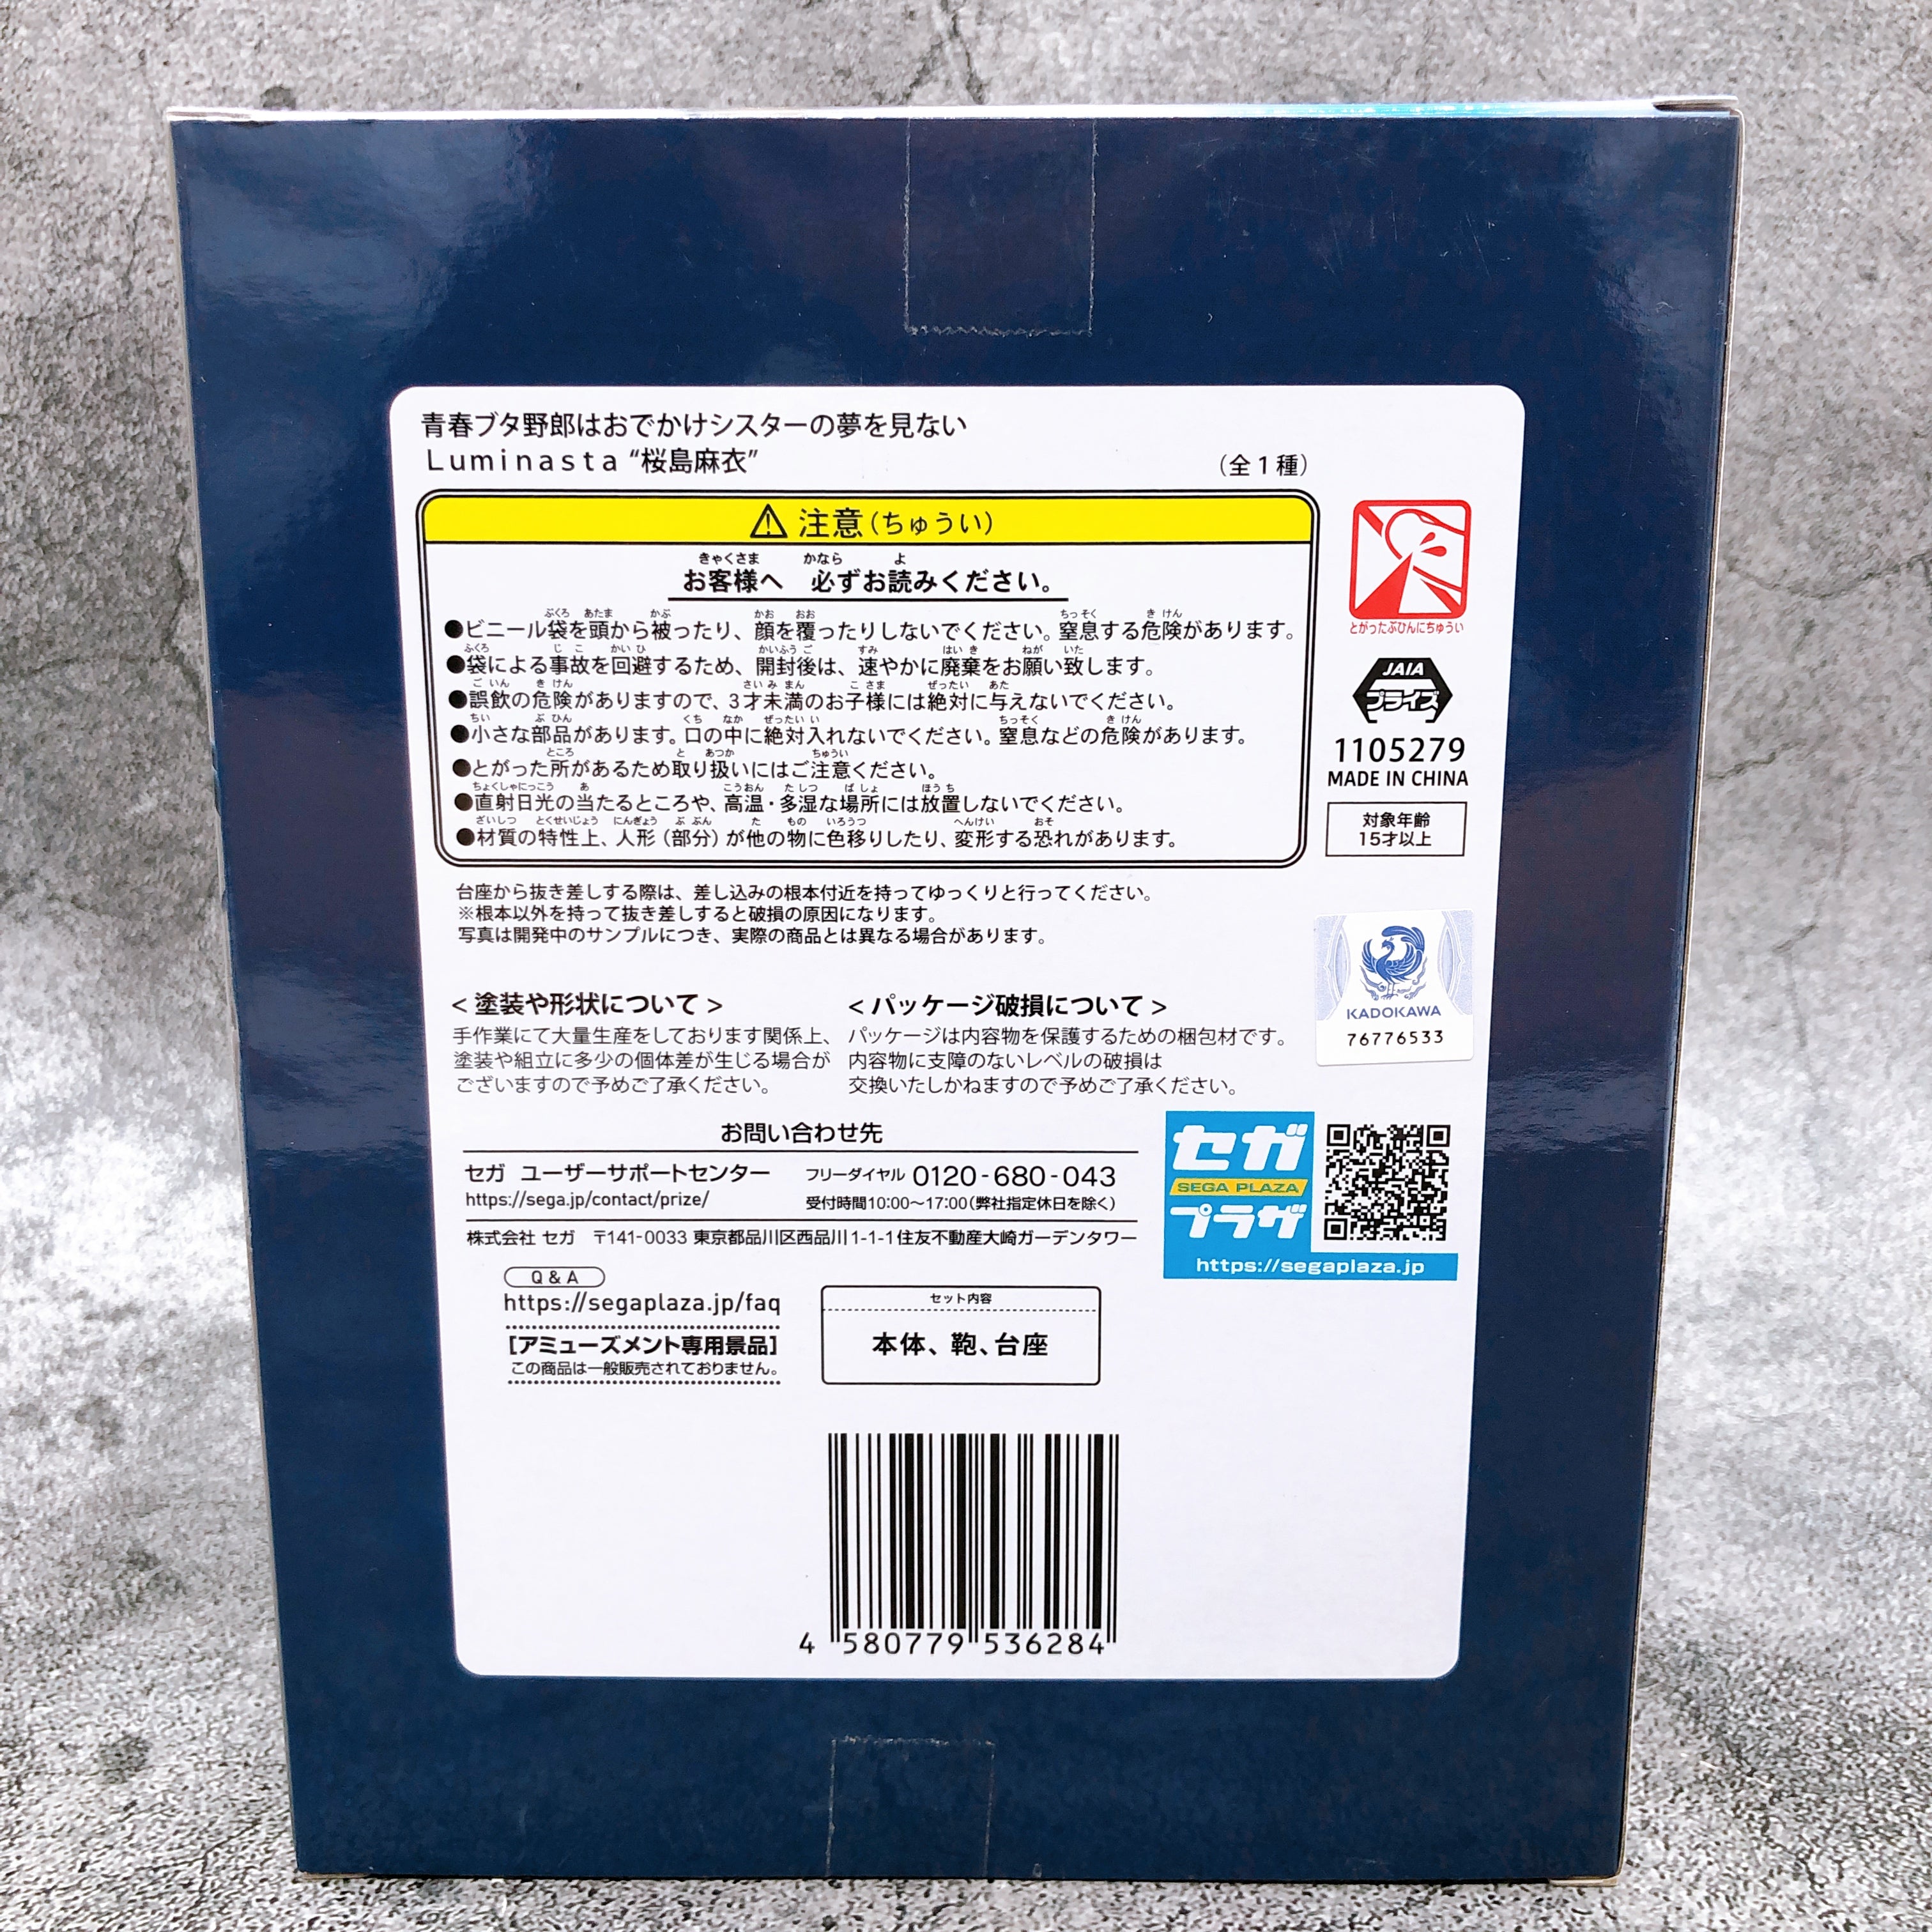 青春ブタ野郎はおでかけシスターの夢を見ない
Luminasta “桜島麻衣”
(全1種)
⚠ 注意(ちゅうい)
お客様へ 必ずお読みください。
●ビニール袋を頭から被ったり、顔を覆ったりしないでください。窒息する危険があります。
●袋による事故を回避するため、開封後は、速やかに廃棄をお願い致します。
●誤飲の危険がありますので、3才未満のお子様には絶対に与えないでください。
●小さな部品があります。口の中に絶対入れないでください。窒息などの危険があります。
●とがった所があるため取り扱いにはご注意ください。
●直射日光の当たるところや、高温・多湿な場所には放置しないでください。
●材質の特性上、人形(部分)が他の物に色移りしたり、変形する恐れがあります。
とがったぶひんにちゅうい
JAIA
プライズ
1105279
MADE IN CHINA
対象年齢
15才以上
台座から抜き差しする際は、差し込みの根本付近を持ってゆっくりと行ってください。
※根本以外を持って抜き差しすると破損の原因になります。
写真は開発中のサンプルにつき、実際の商品とは異なる場合があります。
KADOKAWA
76776533
<塗装や形状について>
手作業にて大量生産をしております関係上、
塗装や組立に多少の個体差が生じる場合が
ございますので予めご了承ください。
<パッケージ破損について>
パッケージは内容物を保護するための梱包材です。
内容物に支障のないレベルの破損は
交換いたしかねますので予めご了承ください。
お問い合わせ先
セガ ユーザーサポートセンター
https://sega.jp/contact/prize/
フリーダイヤル 0120-680-043
受付時間10:00~17:00(弊社指定休日を除く)
株式会社 セガ 〒141-0033 東京都品川区西品川1-1-1住友不動産大崎ガーデンタワー
セガ
SEGA PLAZA
プラザ
https://segaplaza.jp
Q&A
https://segaplaza.jp/faq
[アミューズメント専用景品]
この商品は一般販売されておりません。
セット内容
本体、鞄、台座
4 580779 536284